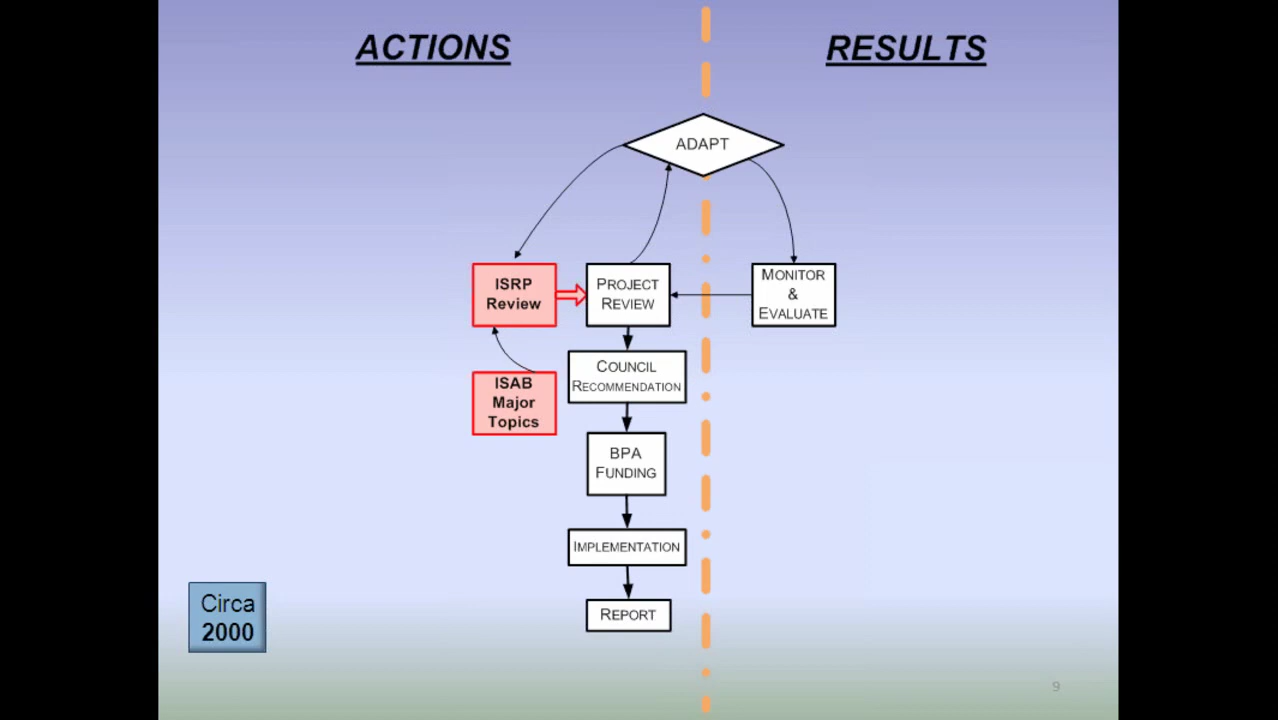 ACTIONS
RESULTS
ADAPT
ISRP
Review
PROJECT
REVIEW
MONITOR
&
EVALUATE
COUNCIL
RECOMMENDATION
ISAB
Major
Topics
BPA
FUNDING
IMPLEMENTATION
REPORT
Circa
2000
9